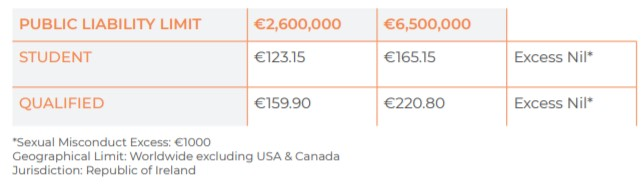 PUBLIC LIABILITY LIMIT €2,600,000 €6,500,000
STUDENT €123.15 €165.15 Excess Nil*
QUALIFIED €159.90 €220.80 Excess Nil*
*Sexual Misconduct Excess: €1000
Geographical Limit: Worldwide excluding USA & Canada
Jurisdiction: Republic of Ireland